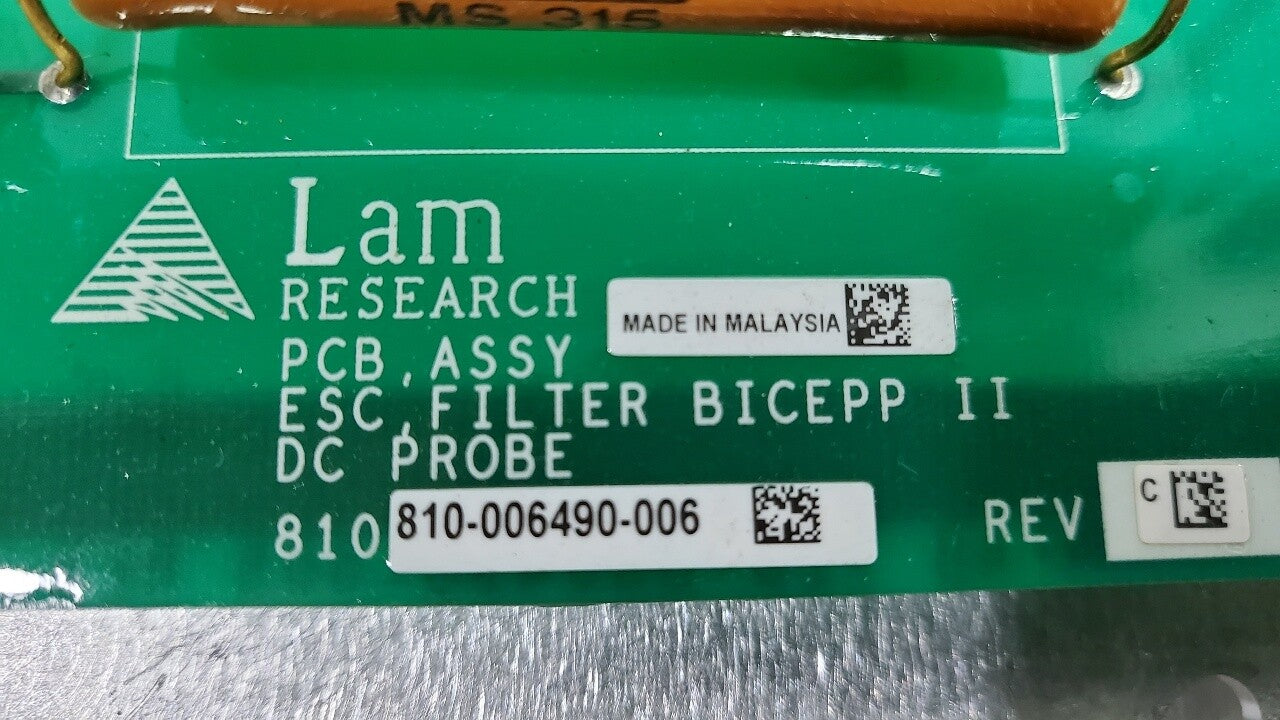 MS 315
Lam
RESEARCH
MADE IN MALAYSIA
PCB, ASSY
ESC, FILTER BICEPP II
DC PROBE
810 810-006490-006
REV C